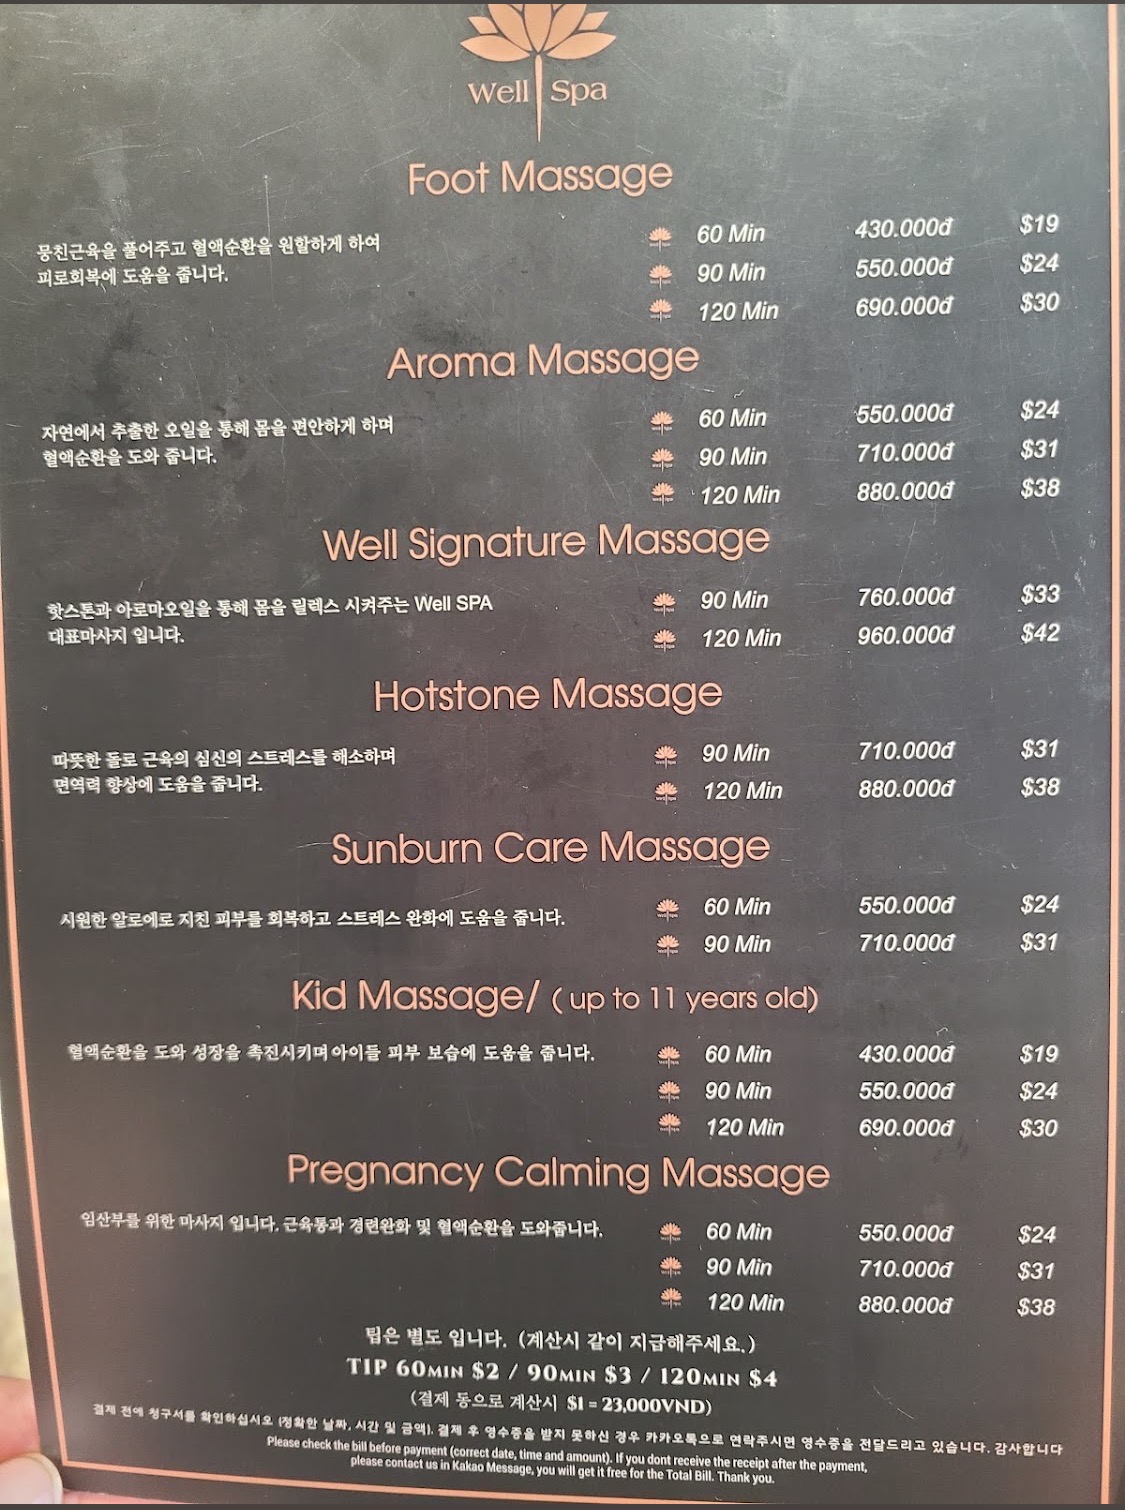 Well Spa
Foot Massage
뭉친근육을 풀어주고 혈액순환을 원할하게 하여
피로회복에 도움을 줍니다.
60 Min 430.000đ $19
90 Min 550.000đ $24
120 Min 690.000đ $30
Aroma Massage
자연에서 추출한 오일을 통해 몸을 편안하게 하며
혈액순환을 도와 줍니다.
60 Min 550.000đ $24
90 Min 710.000đ $31
120 Min 880.000đ $38
Well Signature Massage
핫스톤과 아로마오일을 통해 몸을 릴렉스 시켜주는 Well SPA
대표마사지 입니다.
90 Min 760.000đ $33
120 Min 960.000đ $42
Hotstone Massage
따뜻한 돌로 근육의 심신의 스트레스를 해소하며
면역력 향상에 도움을 줍니다.
90 Min 710.000đ $31
120 Min 880.000đ $38
Sunburn Care Massage
시원한 알로에로 지친 피부를 회복하고 스트레스 완화에 도움을 줍니다.
60 Min 550.000đ $24
90 Min 710.000đ $31
Kid Massage/ ( up to 11 years old)
혈액순환을 도와 성장을 촉진시키며 아이들 피부 보습에 도움을 줍니다.
60 Min 430.000đ $19
90 Min 550.000đ $24
120 Min 690.000đ $30
Pregnancy Calming Massage
임산부를 위한 마사지 입니다. 근육통과 경련완화 및 혈액순환을 도와줍니다.
60 Min 550.000đ $24
90 Min 710.000đ $31
120 Min 880.000đ $38
팁은 별도 입니다. (계산시 같이 지급해주세요.)
TIP 60MIN $2 / 90MIN $3 / 120MIN $4
(결제 동으로 계산시 $1 = 23,000VND)
결제 전에 청구서를 확인하십시오 (정확한 날짜, 시간 및 금액). 결제 후 영수증을 받지 못하신 경우 카카오톡으로 연락주시면 영수증을 전달드리고 있습니다. 감사합니다
Please check the bill before payment (correct date, time and amount). If you dont receive the receipt after the payment,
please contact us in Kakao Message, you will get it free for the Total Bill. Thank you.